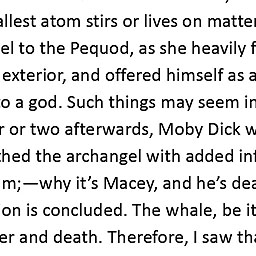 allest atom stirs or lives on matter
el to the Pequod, as she heavily f
exterior, and offered himself as a
o a god. Such things may seem in
r or two afterwards, Moby Dick w
hed the archangel with added inf
m;—why it's Macey, and he's dea
on is concluded. The whale, be it
er and death. Therefore, I saw tha